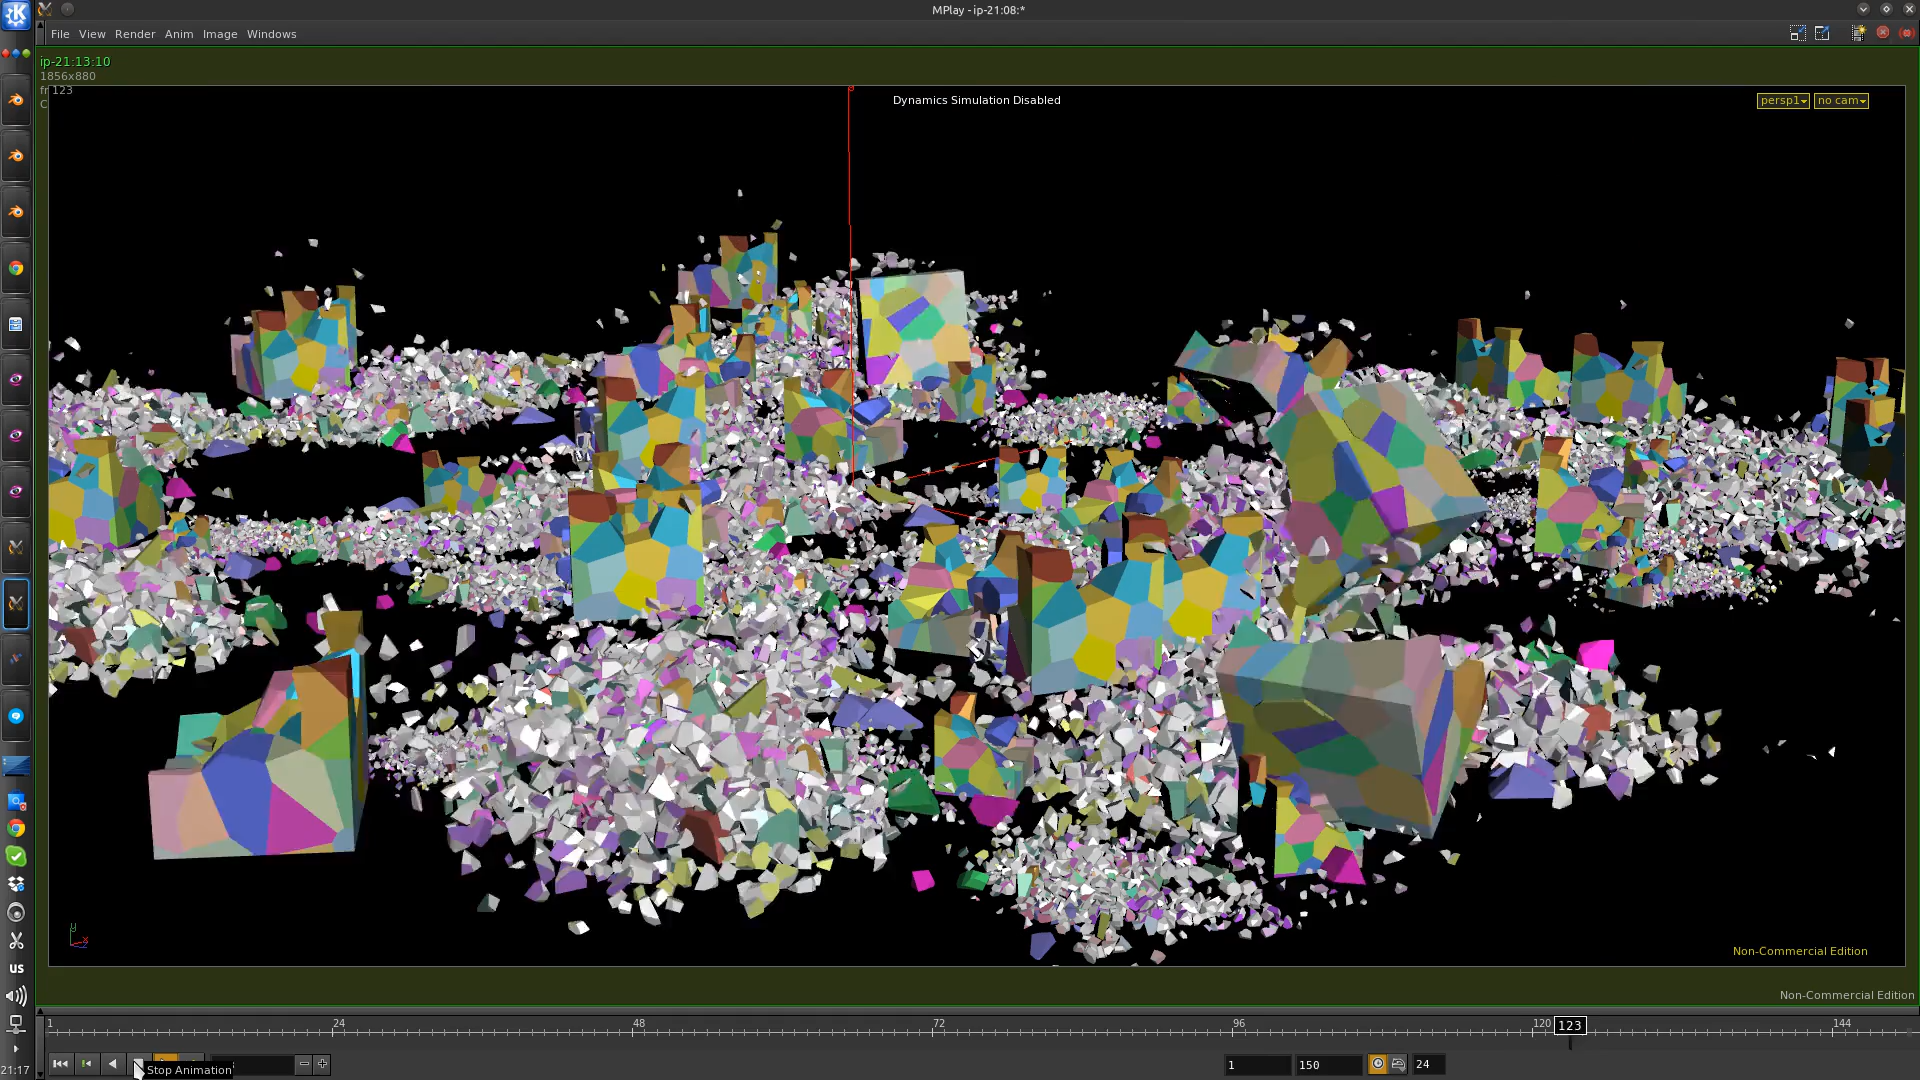 MPlay - ip-21:08:*
File View Render Anim Image Windows
ip-21:13:10
1856x880
fr 123
C
Dynamics Simulation Disabled
persp1 no cam
Non-Commercial Edition
Non-Commercial Edition
1 24 48 72 96 120 123 144
Stop Animation
1 150 24
us
21:17